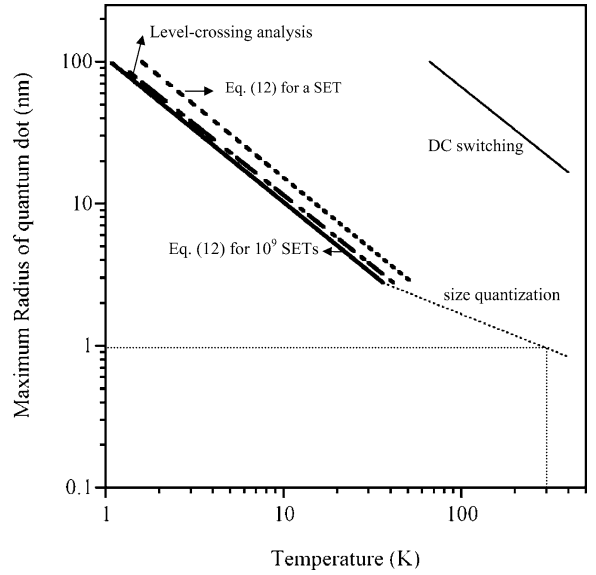 Level-crossing analysis
100
Eq. (12) for a SET
DC switching
10
Eq. (12) for 10⁹ SETs
size quantization
1
0.1
1
10
100
Maximum Radius of quantum dot (nm)
Temperature (K)